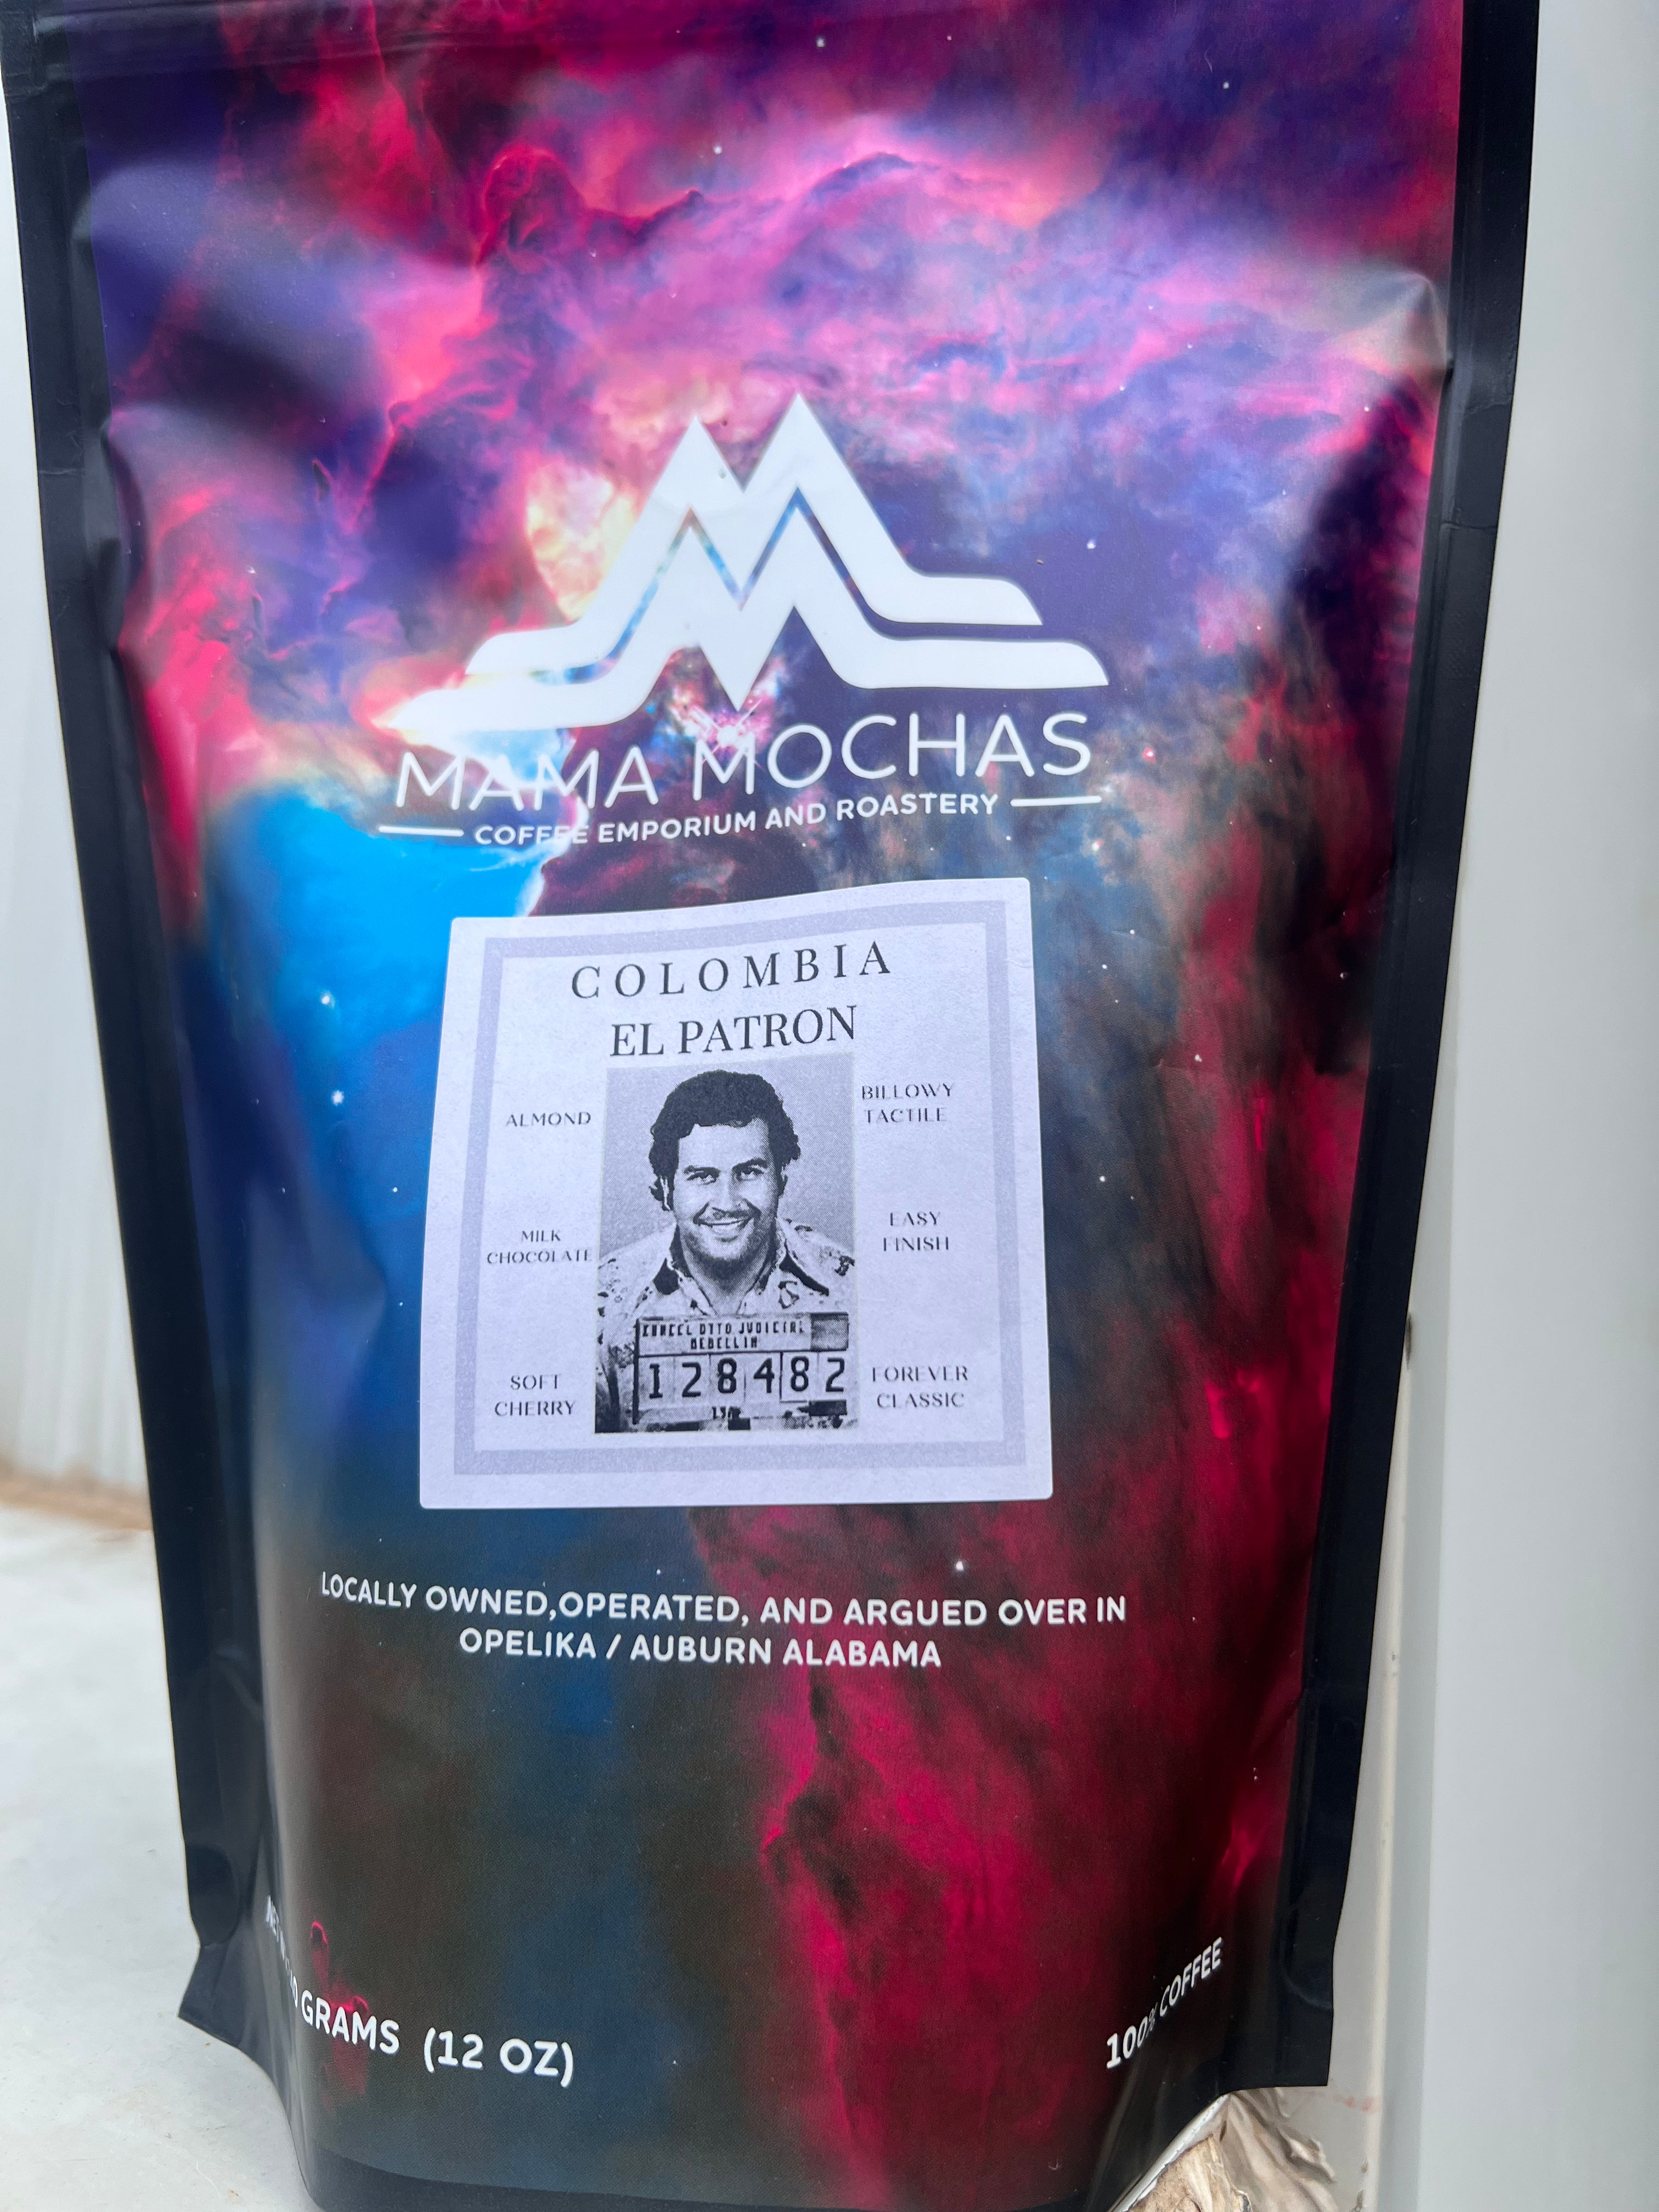 MAMA MOCHAS
COFFEE EMPORIUM AND ROASTERY
COLOMBIA
EL PATRON
ALMOND
BILLOWY
TACTILE
MILK
CHOCOLATE
EASY
FINISH
SOFT
CHERRY
FOREVER
CLASSIC
JUDICIAL
128482
LOCALLY OWNED,OPERATED, AND ARGUED OVER IN
OPELIKA / AUBURN ALABAMA
GRAMS (12 OZ)
100% COFFEE